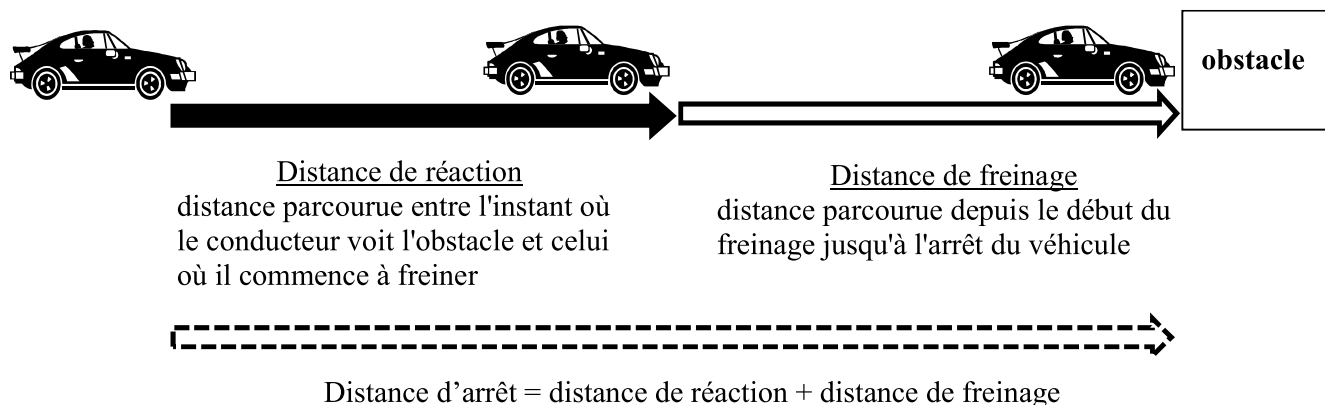 obstacle
Distance de réaction
distance parcourue entre l'instant où
le conducteur voit l'obstacle et celui
où il commence à freiner
Distance de freinage
distance parcourue depuis le début du
freinage jusqu'à l'arrêt du véhicule
Distance d’arrêt = distance de réaction + distance de freinage